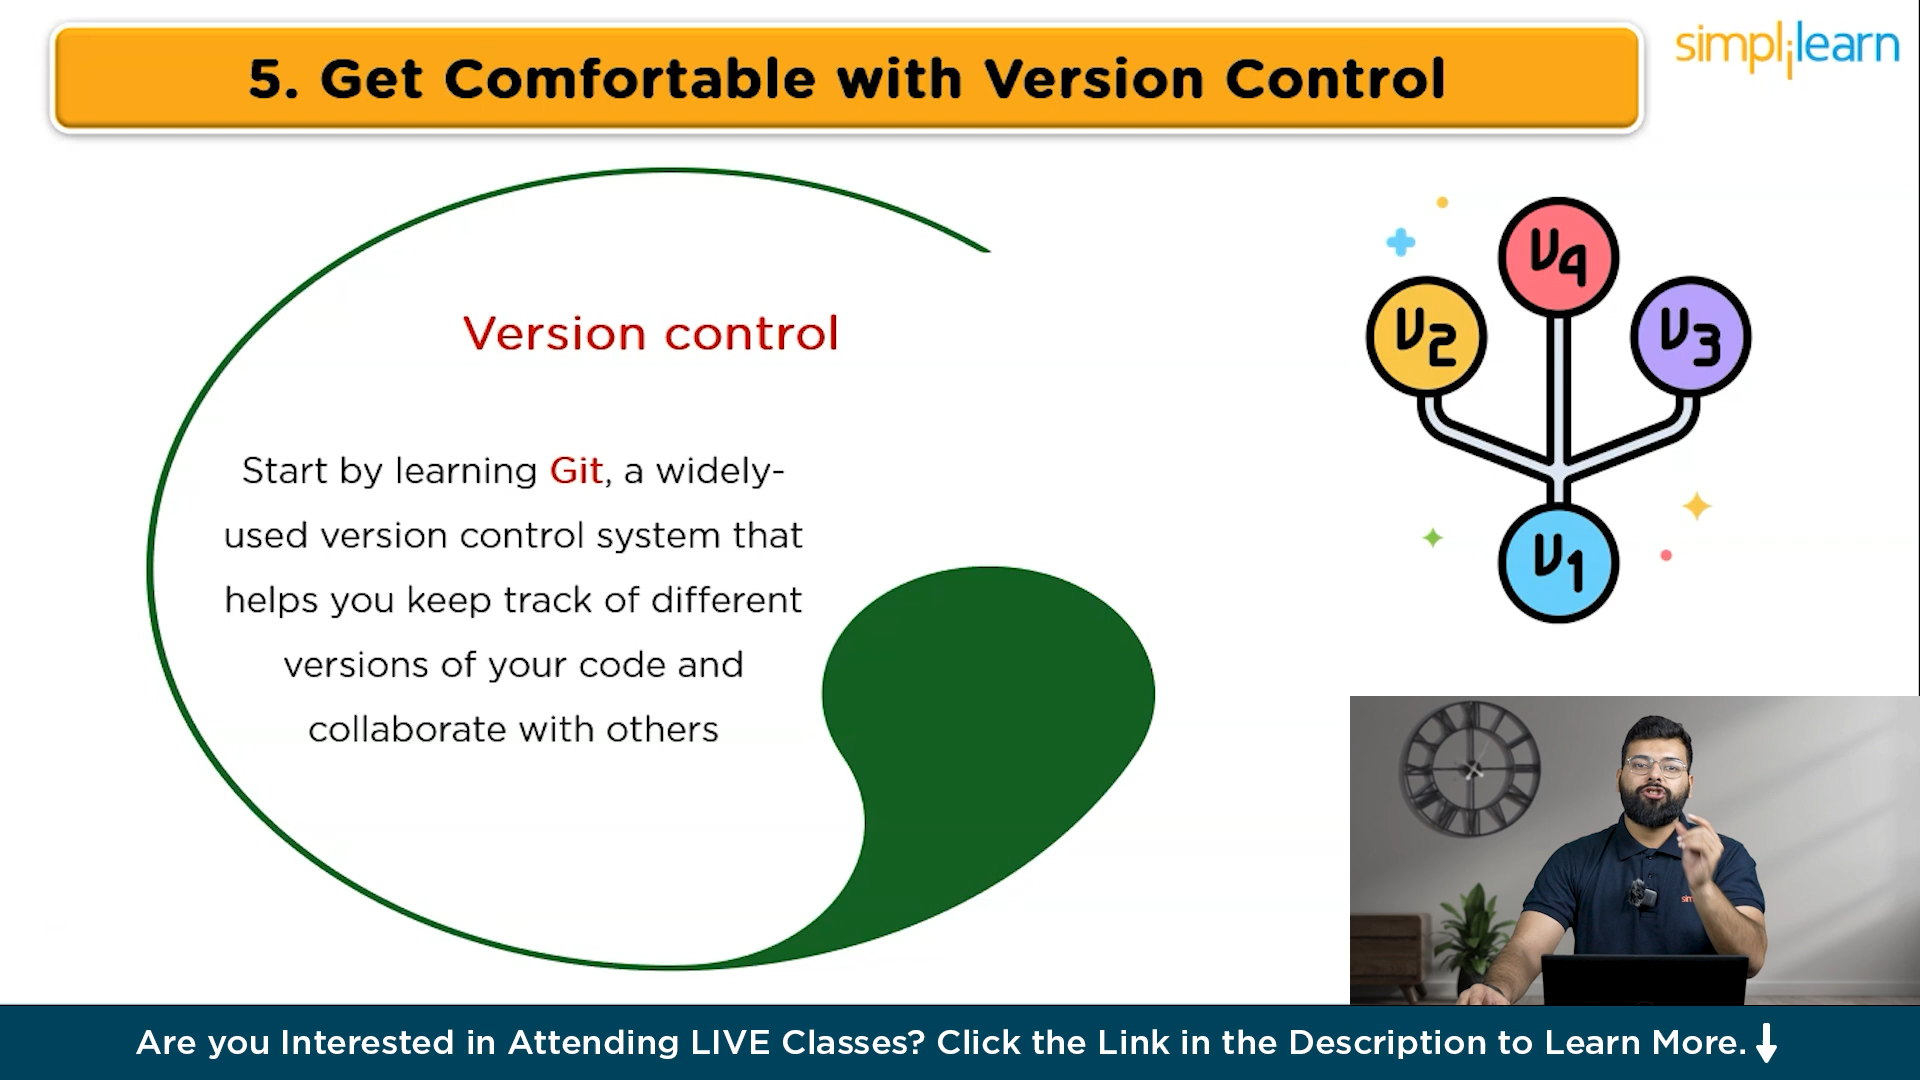 5. Get Comfortable with Version Control
simplilearn
Version control
Start by learning Git, a widely-
used version control system that
helps you keep track of different
versions of your code and
collaborate with others
V4
V2
V3
V1
Are you Interested in Attending LIVE Classes? Click the Link in the Description to Learn More.